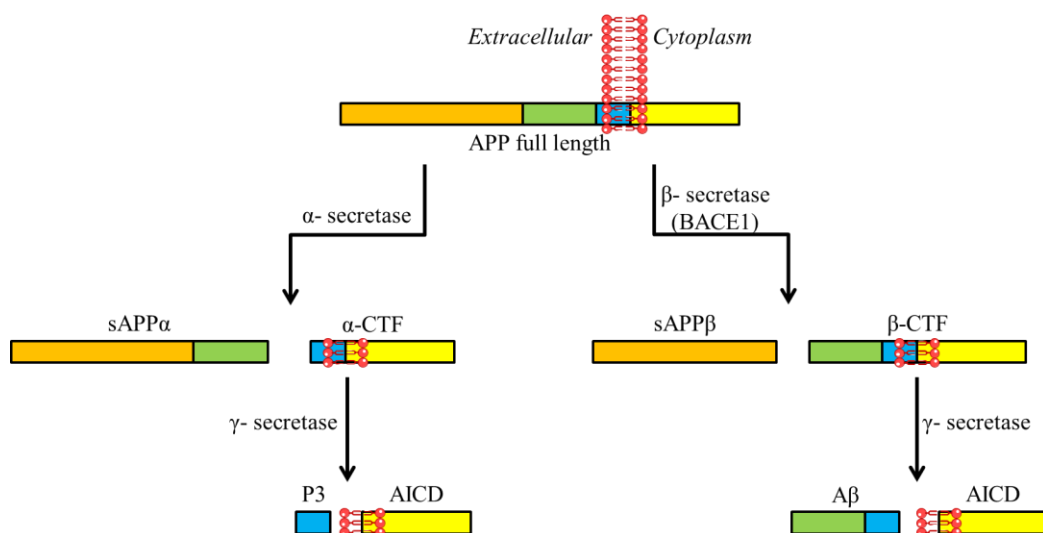 Extracellular
Cytoplasm
APP full length
α- secretase
β- secretase
(BACE1)
sAPPα
α-CTF
sAPPβ
β-CTF
γ- secretase
γ- secretase
P3
AICD
Aβ
AICD